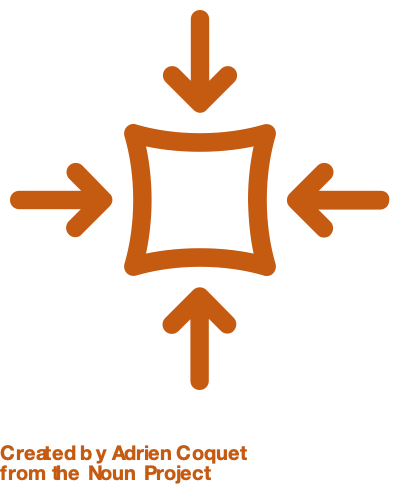 Created by Adrien Coquet
from the Noun Project